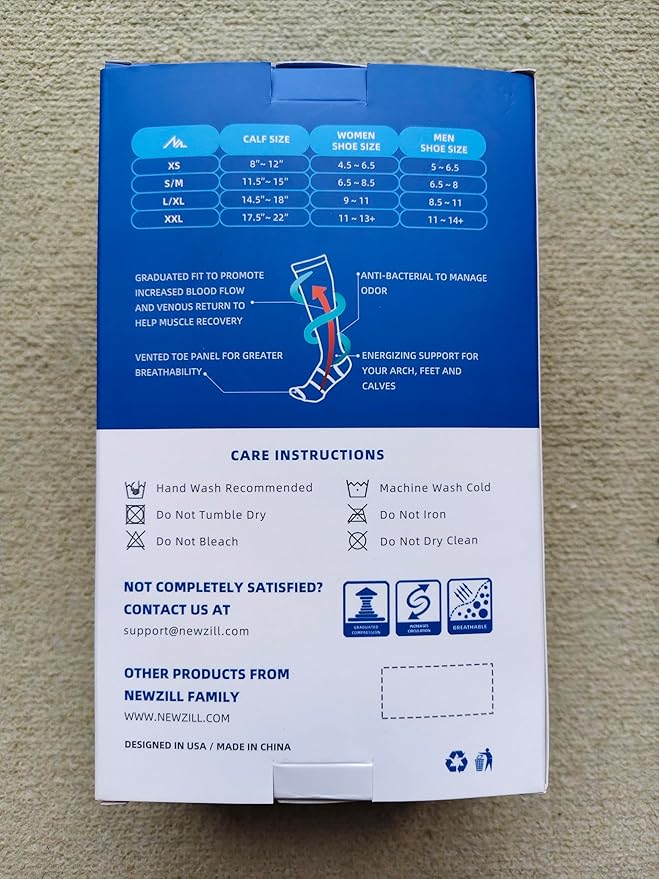 CALF SIZE WOMEN SHOE SIZE MEN SHOE SIZE
XS 8”~ 12” 4.5 ~ 6.5 5 ~ 6.5
S/M 11.5”~ 15” 6.5 ~ 8.5 6.5 ~ 8
L/XL 14.5”~ 18” 9 ~ 11 8.5 ~ 11
XXL 17.5”~ 22” 11 ~ 13+ 11 ~ 14+
GRADUATED FIT TO PROMOTE
INCREASED BLOOD FLOW
AND VENOUS RETURN TO
HELP MUSCLE RECOVERY
ANTI-BACTERIAL TO MANAGE
ODOR
VENTED TOE PANEL FOR GREATER
BREATHABILITY
ENERGIZING SUPPORT FOR
YOUR ARCH, FEET AND
CALVES
CARE INSTRUCTIONS
Hand Wash Recommended
Machine Wash Cold
Do Not Tumble Dry
Do Not Iron
Do Not Bleach
Do Not Dry Clean
NOT COMPLETELY SATISFIED?
CONTACT US AT
support@newzill.com
GRADUATED
COMPRESSION
INCREASES
CIRCULATION
BREATHABLE
OTHER PRODUCTS FROM
NEWZILL FAMILY
WWW.NEWZILL.COM
DESIGNED IN USA / MADE IN CHINA